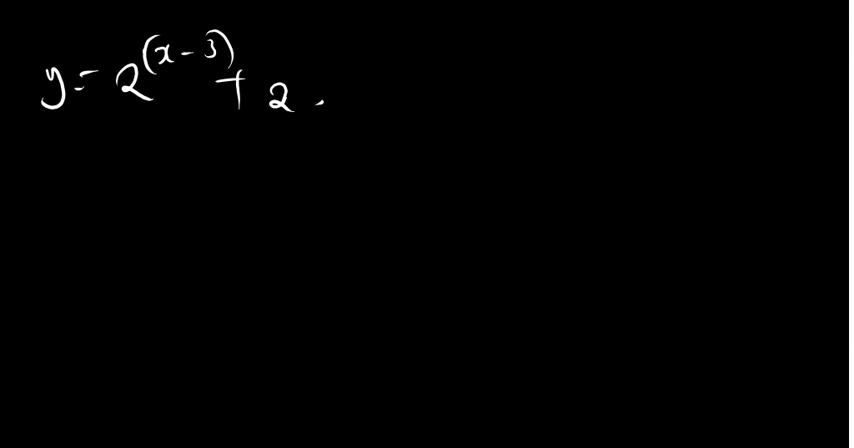 y = 2^(x - 3) + 2 .